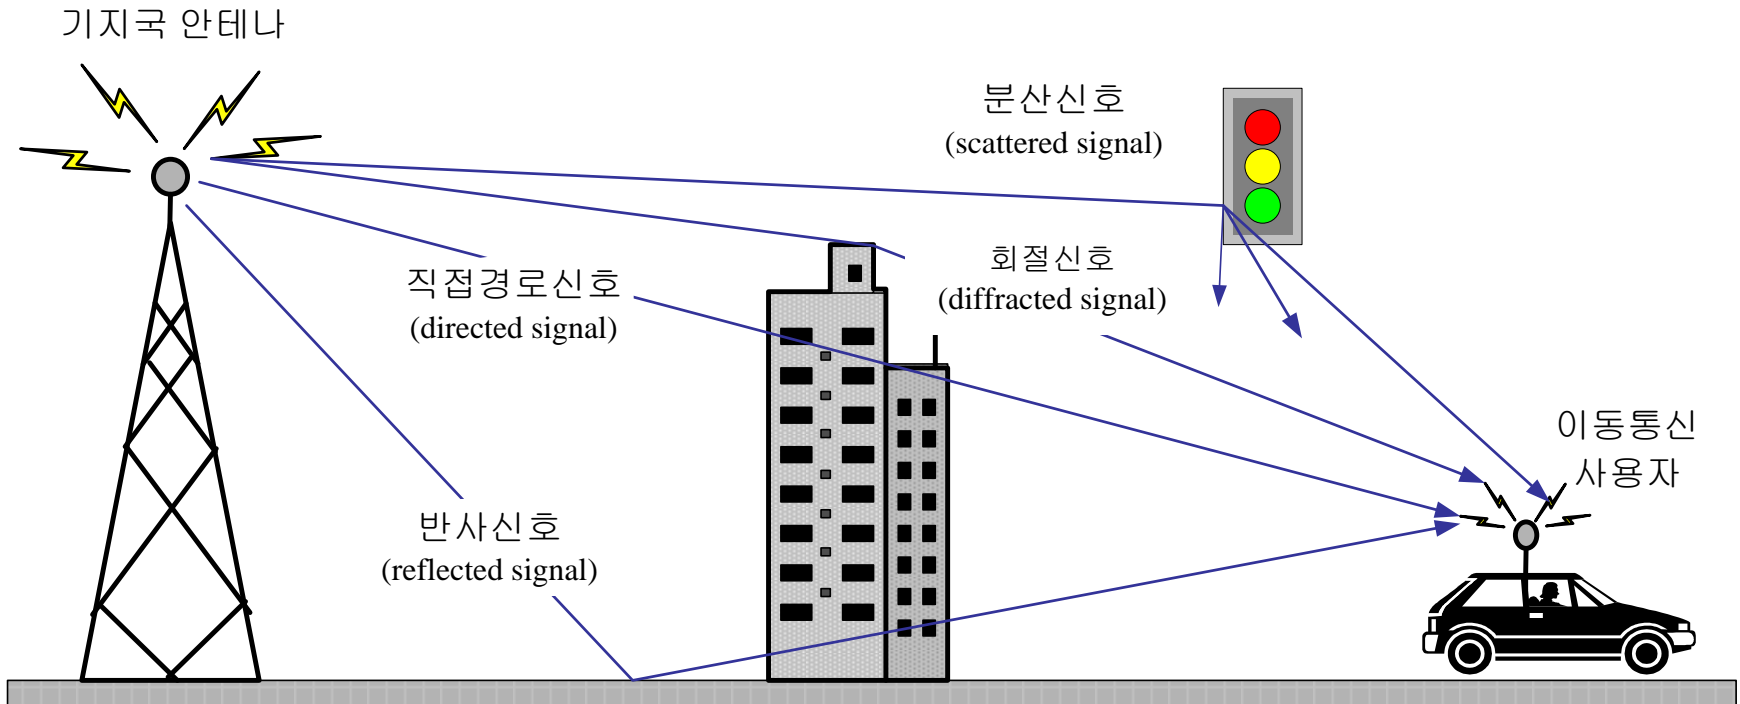 기지국 안테나
분산신호
(scattered signal)
회절신호
(diffracted signal)
직접경로신호
(directed signal)
이동통신
사용자
반사신호
(reflected signal)